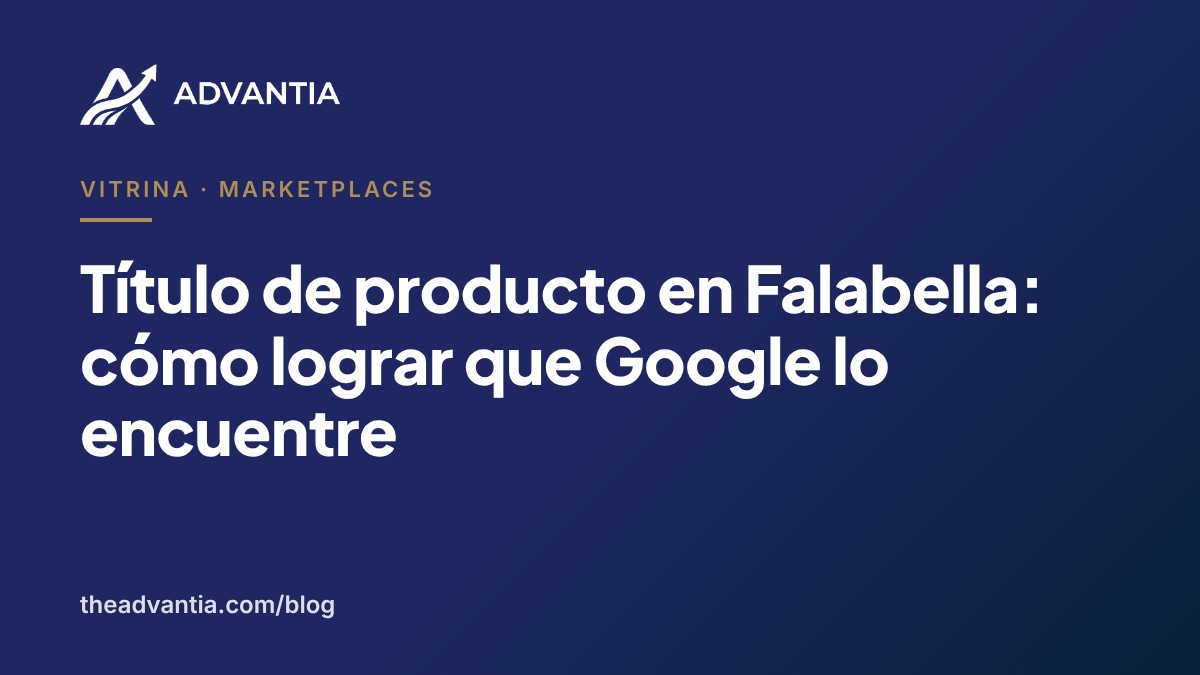 ADVANTIA
VITRINA · MARKETPLACES
Título de producto en Falabella:
cómo lograr que Google lo
encuentre
theadvantia.com/blog